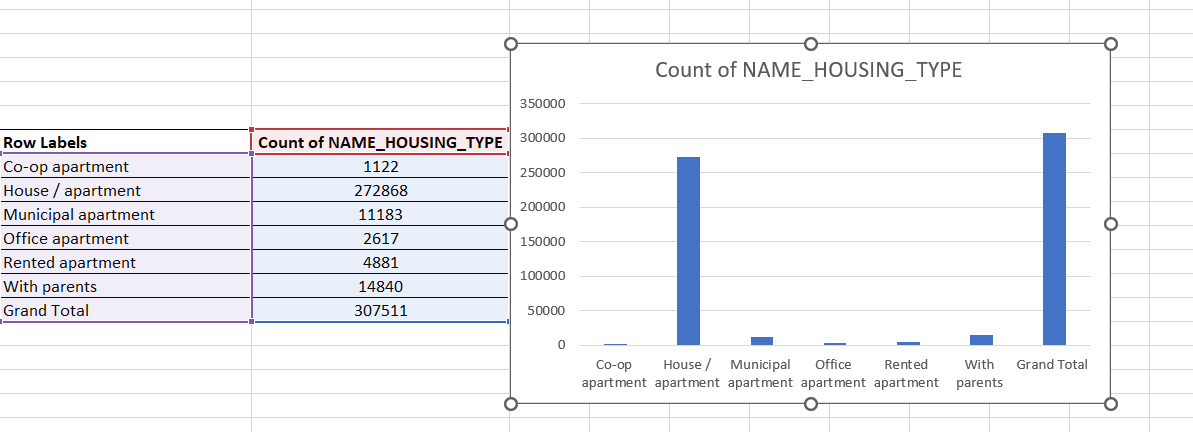 Row Labels Count of NAME_HOUSING_TYPE
Co-op apartment 1122
House / apartment 272868
Municipal apartment 11183
Office apartment 2617
Rented apartment 4881
With parents 14840
Grand Total 307511
Count of NAME_HOUSING_TYPE
350000
300000
250000
200000
150000
100000
50000
0
Co-op apartment
House / apartment
Municipal apartment
Office apartment
Rented apartment
With parents
Grand Total